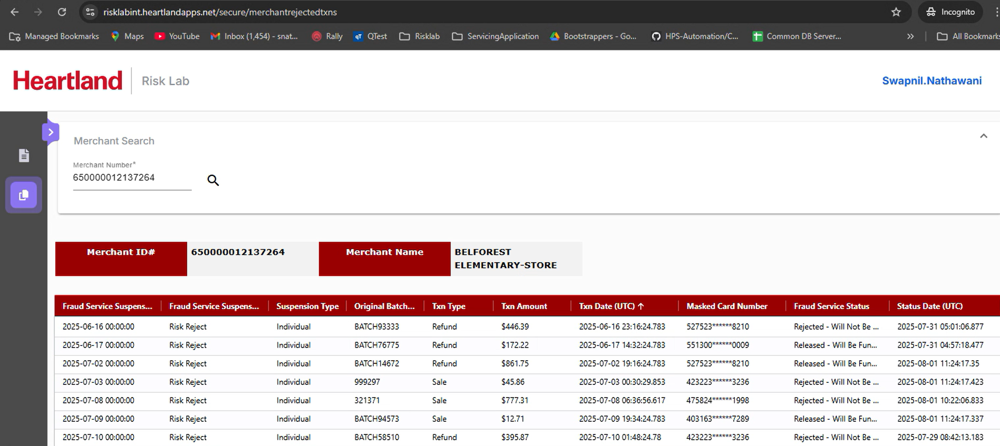 risklabint.heartlandapps.net/secure/merchantrejectedtxns
Incognito
Managed Bookmarks Maps YouTube Inbox (1,454) - snat... Rally qT QTest Risklab ServicingApplication Bootstrappers - Go... HPS-Automation/C... Common DB Server... » All Bookmarks
Heartland Risk Lab Swapnil.Nathawani
Merchant Search
Merchant Number*
650000012137264
Merchant ID# 650000012137264 Merchant Name BELFOREST
ELEMENTARY-STORE
Fraud Service Suspens... Fraud Service Suspens... Suspension Type Original Batch... Txn Type Txn Amount Txn Date (UTC) ↑ Masked Card Number Fraud Service Status Status Date (UTC)
2025-06-16 00:00:00 Risk Reject Individual BATCH93333 Refund $446.39 2025-06-16 23:16:24.783 527523******8210 Rejected - Will Not Be ... 2025-07-31 05:01:06.877
2025-06-17 00:00:00 Risk Reject Individual BATCH76775 Refund $172.22 2025-06-17 14:32:24.783 551300******0009 Released - Will Be Fun... 2025-07-31 04:57:18.477
2025-07-02 00:00:00 Risk Reject Individual BATCH14672 Refund $861.75 2025-07-02 19:16:24.783 527523******8210 Released - Will Be Fun... 2025-08-01 11:24:17.35
2025-07-03 00:00:00 Risk Reject Individual 999297 Sale $45.86 2025-07-03 00:30:29.853 423223******3236 Rejected - Will Not Be ... 2025-08-01 11:24:17.423
2025-07-08 00:00:00 Risk Reject Individual 321371 Sale $777.31 2025-07-08 06:36:56.617 475824******1998 Rejected - Will Not Be ... 2025-08-01 10:22:06.833
2025-07-09 00:00:00 Risk Reject Individual BATCH94573 Sale $12.71 2025-07-09 19:34:24.783 403163******7289 Released - Will Be Fun... 2025-08-01 11:24:17.337
2025-07-10 00:00:00 Risk Reject Individual BATCH58510 Refund $395.87 2025-07-10 01:48:24.78 423223******3236 Rejected - Will Not Be ... 2025-07-29 08:42:13.183